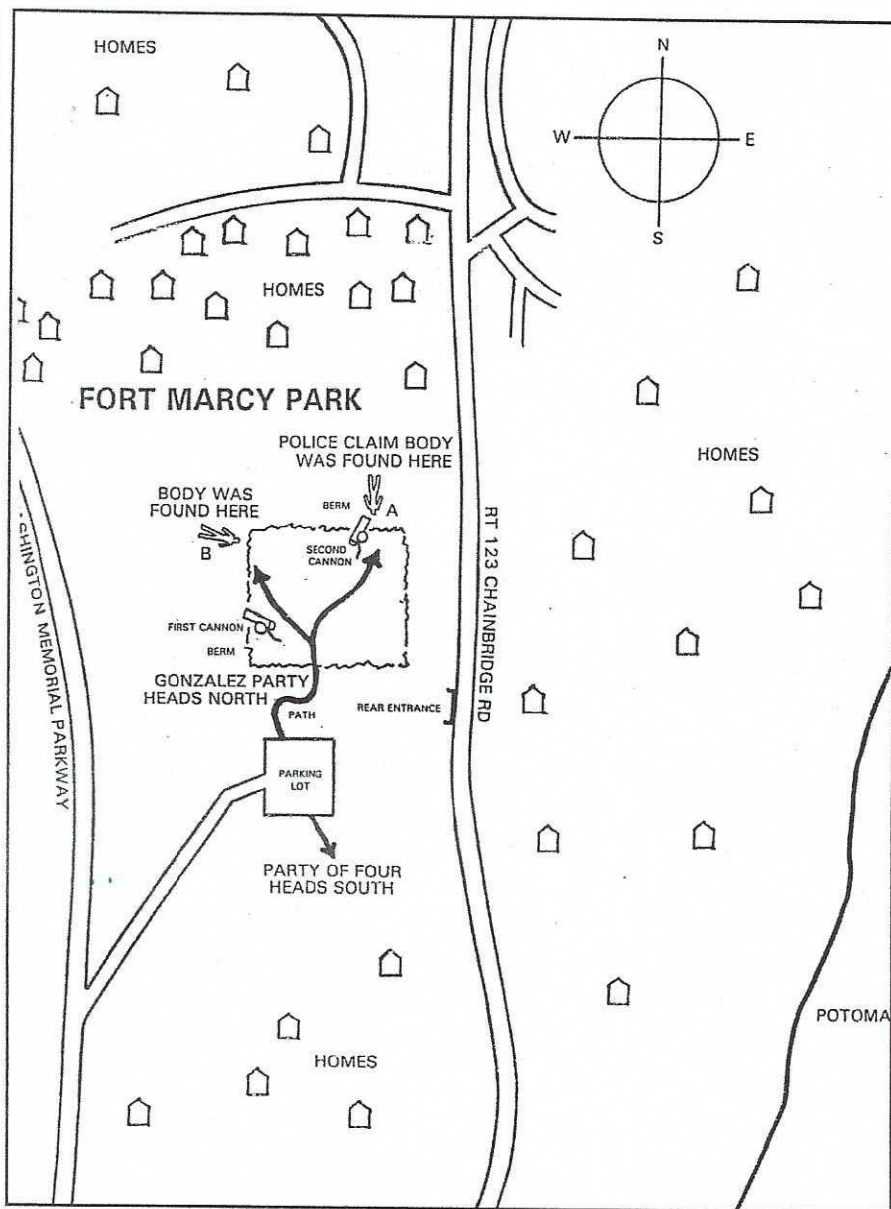 HOMES
N
W
E
S
HOMES
FORT MARCY PARK
POLICE CLAIM BODY
WAS FOUND HERE
HOMES
BODY WAS
FOUND HERE
BERM
A
B
SECOND
CANNON
RT 123 CHAINBRIDGE RD
FIRST CANNON
BERM
SHINGTON MEMORIAL PARKWAY
GONZALEZ PARTY
HEADS NORTH
PATH
REAR ENTRANCE
PARKING
LOT
PARTY OF FOUR
HEADS SOUTH
POTOMA
HOMES